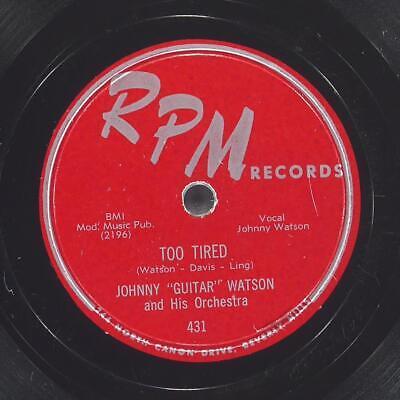 RPM
RECORDS
BMI
Mod. Music Pub.
(2196)
Vocal
Johnny Watson
TOO TIRED
(Watson - Davis - Ling)
JOHNNY "GUITAR" WATSON
and His Orchestra
431
NORTH CANON DRIVE, BEVERLY HILLS